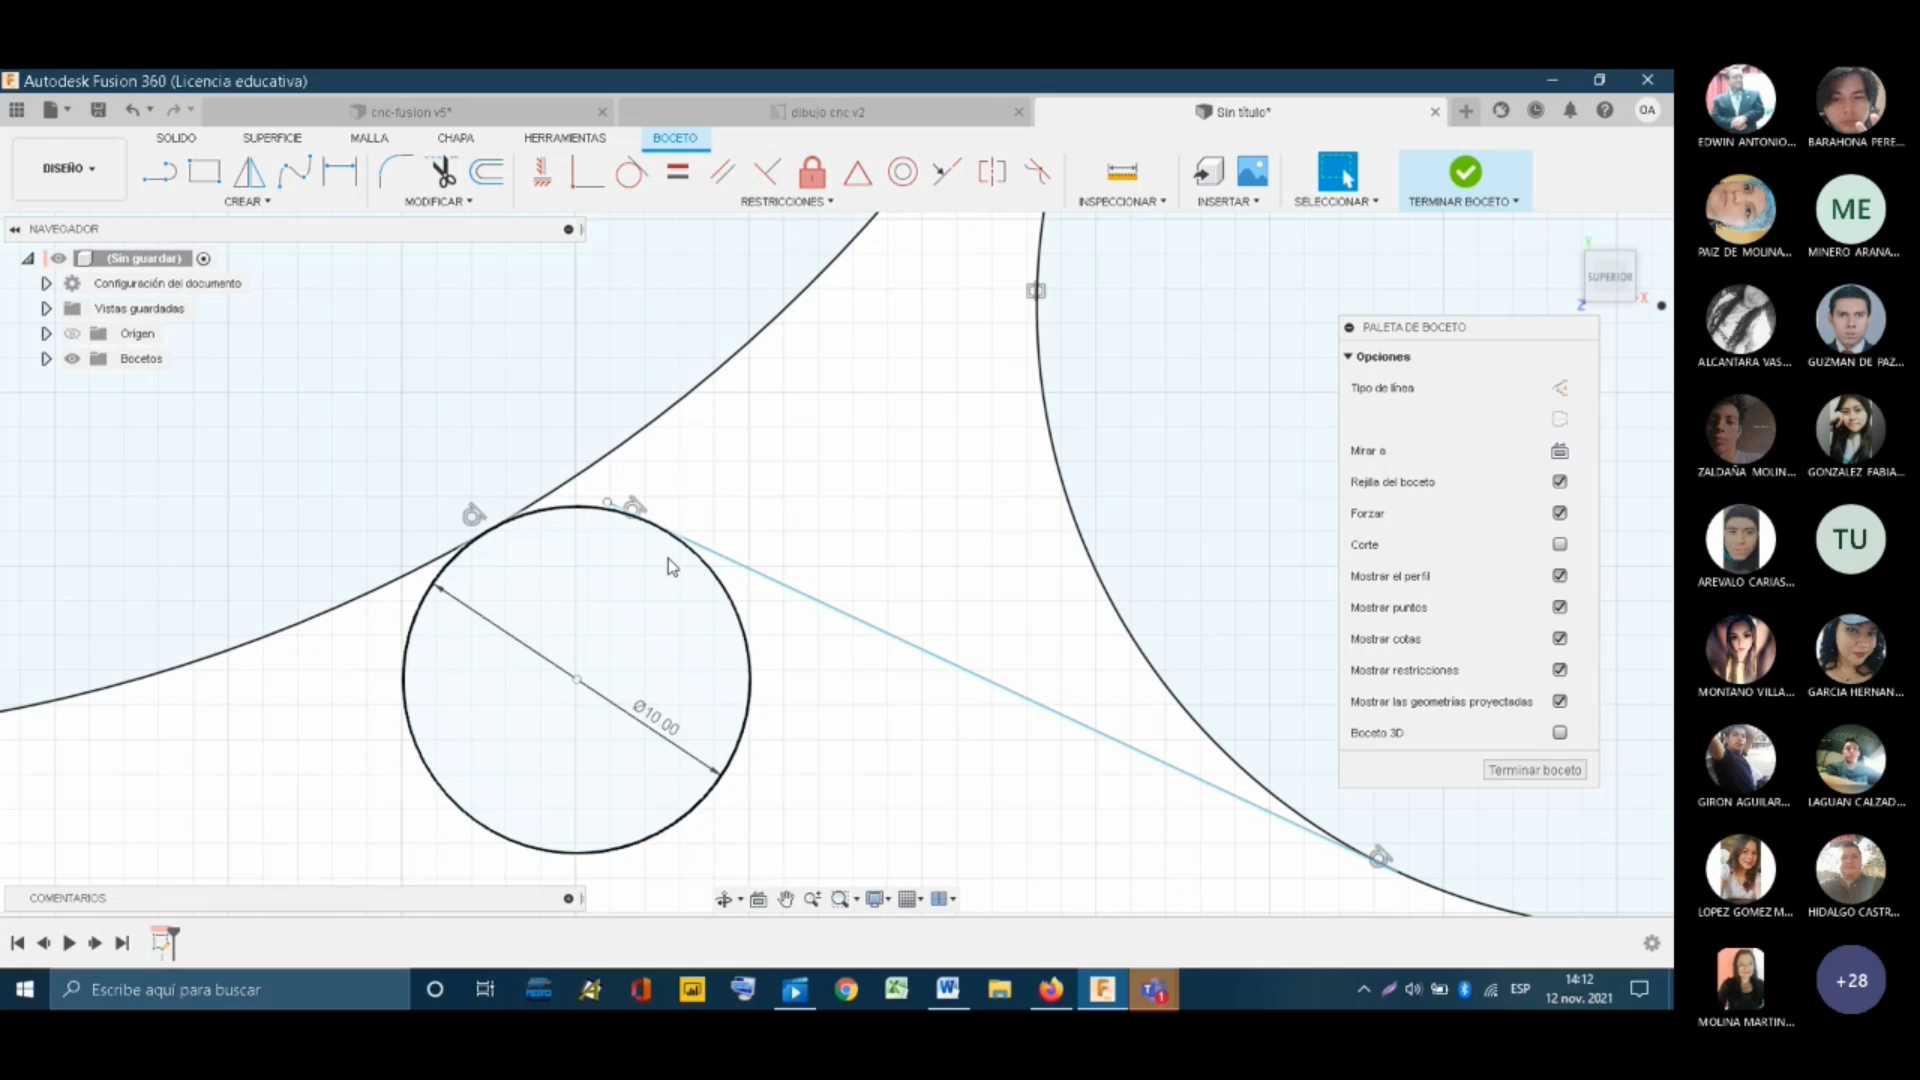 Autodesk Fusion 360 (Licencia educativa)
cnc-fusion v5*
dibujo cnc v2
Sin título*
OA
DISEÑO
SOLIDO
SUPERFICIE
MALLA
CHAPA
HERRAMIENTAS
BOCETO
CREAR
MODIFICAR
RESTRICCIONES
INSPECCIONAR
INSERTAR
SELECCIONAR
TERMINAR BOCETO
NAVEGADOR
(Sin guardar)
Configuración del documento
Vistas guardadas
Origen
Bocetos
Y
SUPERIOR
X
Z
PALETA DE BOCETO
Opciones
Tipo de línea
Mirar a
Rejilla del boceto
Forzar
Corte
Mostrar el perfil
Mostrar puntos
Mostrar cotas
Mostrar restricciones
Mostrar las geometrías proyectadas
Boceto 3D
Terminar boceto
Ø10.00
COMENTARIOS
Escribe aquí para buscar
ESP
14:12
12 nov. 2021
EDWIN ANTONIO...
BARAHONA PERE...
PAIZ DE MOLINA...
ME
MINERO ARANA...
ALCANTARA VAS...
GUZMAN DE PAZ...
ZALDAÑA MOLIN...
GONZALEZ FABIA...
AREVALO CARIAS...
TU
MONTANO VILLA...
GARCIA HERNAN...
GIRON AGUILAR...
LAGUAN CALZAD...
LOPEZ GOMEZ M...
HIDALGO CASTR...
MOLINA MARTIN...
+28